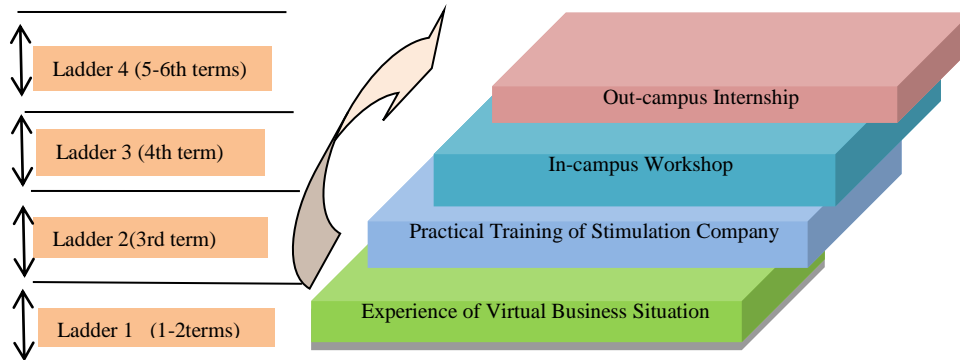 Ladder 4 (5-6th terms)
Out-campus Internship
Ladder 3 (4th term)
In-campus Workshop
Ladder 2(3rd term)
Practical Training of Stimulation Company
Ladder 1 (1-2terms)
Experience of Virtual Business Situation